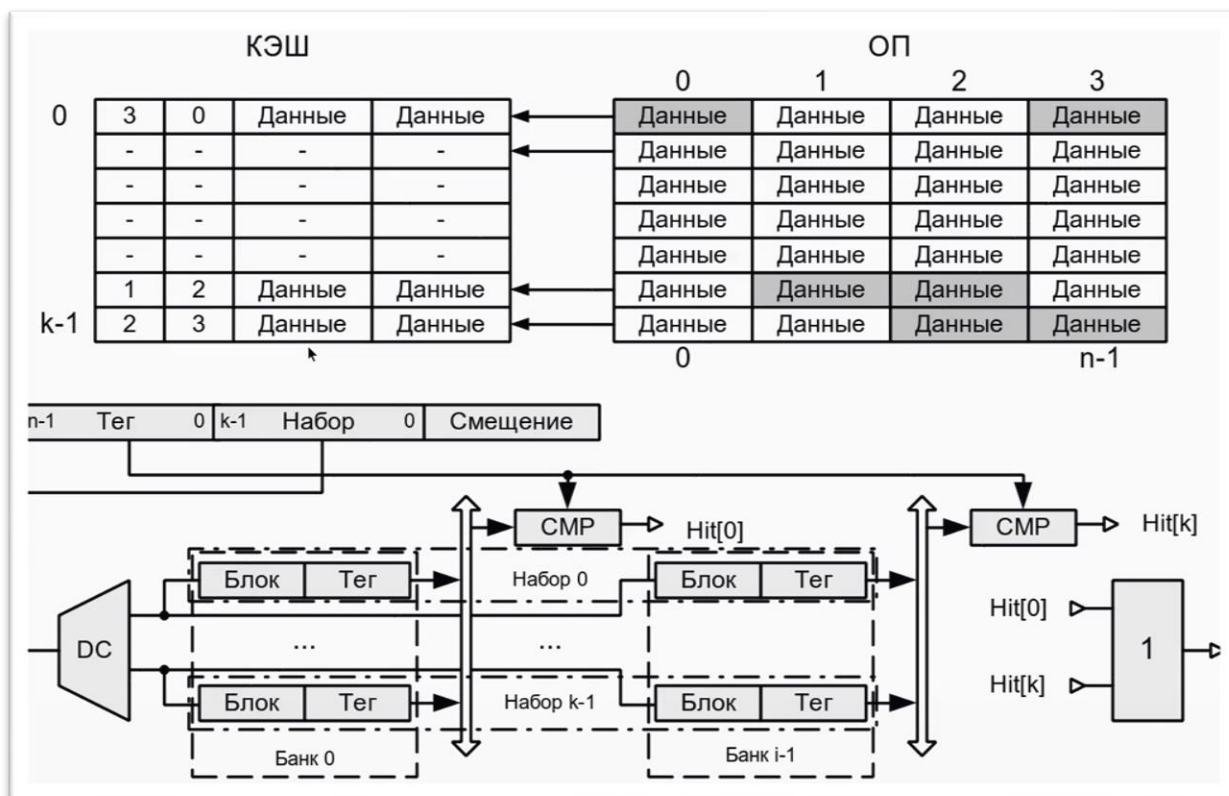 КЭШ ОП
0 1 2 3
0 3 0 Данные Данные Данные Данные Данные Данные
- - - - Данные Данные Данные Данные
- - - - Данные Данные Данные Данные
- - - - Данные Данные Данные Данные
- - - - Данные Данные Данные Данные
1 2 Данные Данные Данные Данные Данные Данные
k-1 2 3 Данные Данные Данные Данные Данные Данные
0 n-1
n-1 Тег 0 k-1 Набор 0 Смещение
CMP Hit[0] CMP Hit[k]
Блок Тег Набор 0 Блок Тег
Hit[0]
DC ... ... 1
Hit[k]
Блок Тег Набор k-1 Блок Тег
Банк 0 Банк i-1